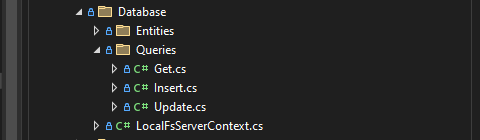 Database
Entities
Queries
C# Get.cs
C# Insert.cs
C# Update.cs
C# LocalFsServerContext.cs